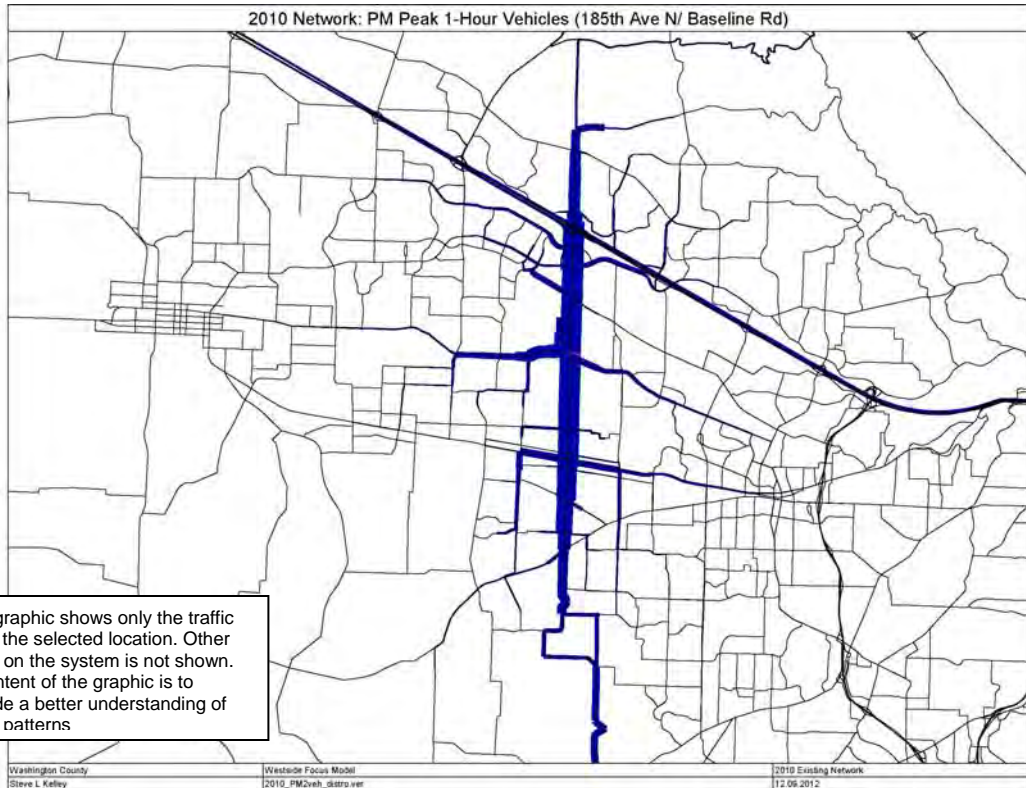 2010 Network: PM Peak 1-Hour Vehicles (185th Ave N/ Baseline Rd)
graphic shows only the traffic
the selected location. Other
on the system is not shown.
ntent of the graphic is to
de a better understanding of
patterns
Washington County
Westside Focus Model
2010 Existing Network
Steve L Kelley
2010_PM2veh_distro.ver
12.06.2012